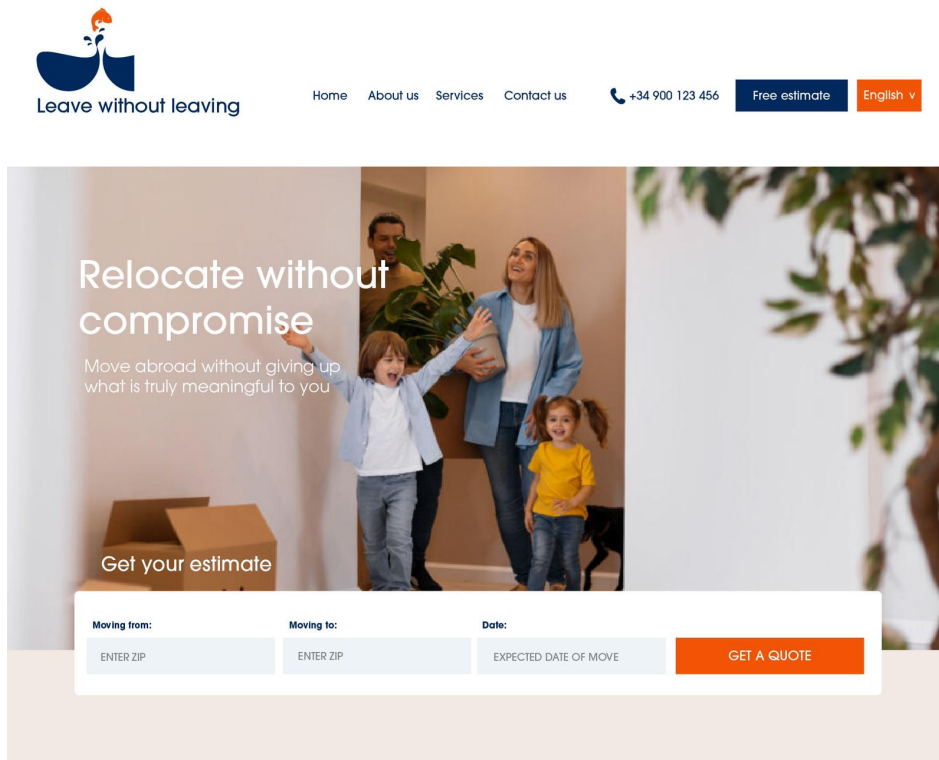 Leave without leaving
Home About us Services Contact us +34 900 123 456 Free estimate English v
Relocate without
compromise
Move abroad without giving up
what is truly meaningful to you
Get your estimate
Moving from: Moving to: Date:
ENTER ZIP ENTER ZIP EXPECTED DATE OF MOVE GET A QUOTE